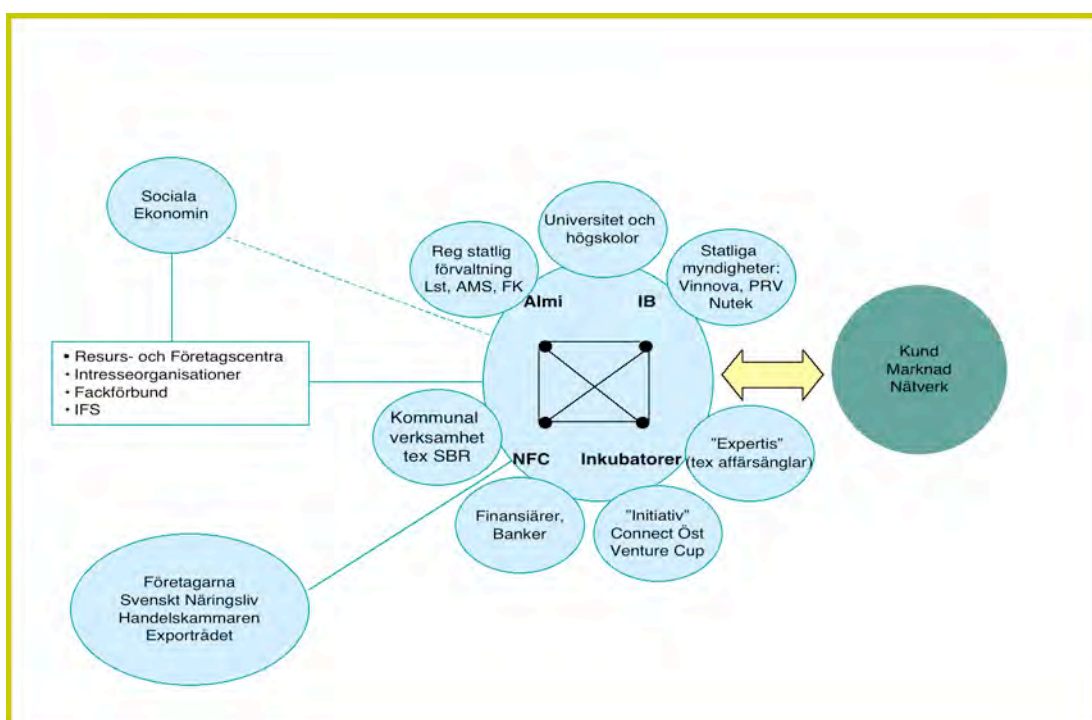 Sociala
Ekonomin
Universitet och
högskolor
Reg statlig
förvaltning
Lst, AMS, FK
Statliga
myndigheter:
Vinnova, PRV
Nutek
Almi
IB
• Resurs- och Företagscentra
• Intresseorganisationer
• Fackförbund
• IFS
Kund
Marknad
Nätverk
Kommunal
verksamhet
tex SBR
NFC
Inkubatorer
"Expertis"
(tex affärsänglar)
Finansiärer,
Banker
"Initiativ"
Connect Öst
Venture Cup
Företagarna
Svenskt Näringsliv
Handelskammaren
Exportrådet